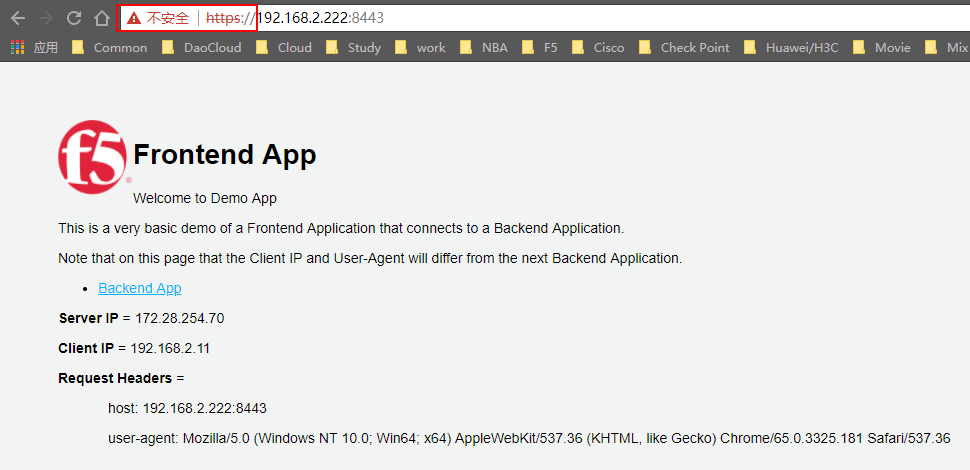 不安全 https://192.168.2.222:8443
应用 Common DaoCloud Cloud Study work NBA F5 Cisco Check Point Huawei/H3C Movie Mix
f5 ® Frontend App
Welcome to Demo App
This is a very basic demo of a Frontend Application that connects to a Backend Application.
Note that on this page that the Client IP and User-Agent will differ from the next Backend Application.
• Backend App
Server IP = 172.28.254.70
Client IP = 192.168.2.11
Request Headers =
host: 192.168.2.222:8443
user-agent: Mozilla/5.0 (Windows NT 10.0; Win64; x64) AppleWebKit/537.36 (KHTML, like Gecko) Chrome/65.0.3325.181 Safari/537.36